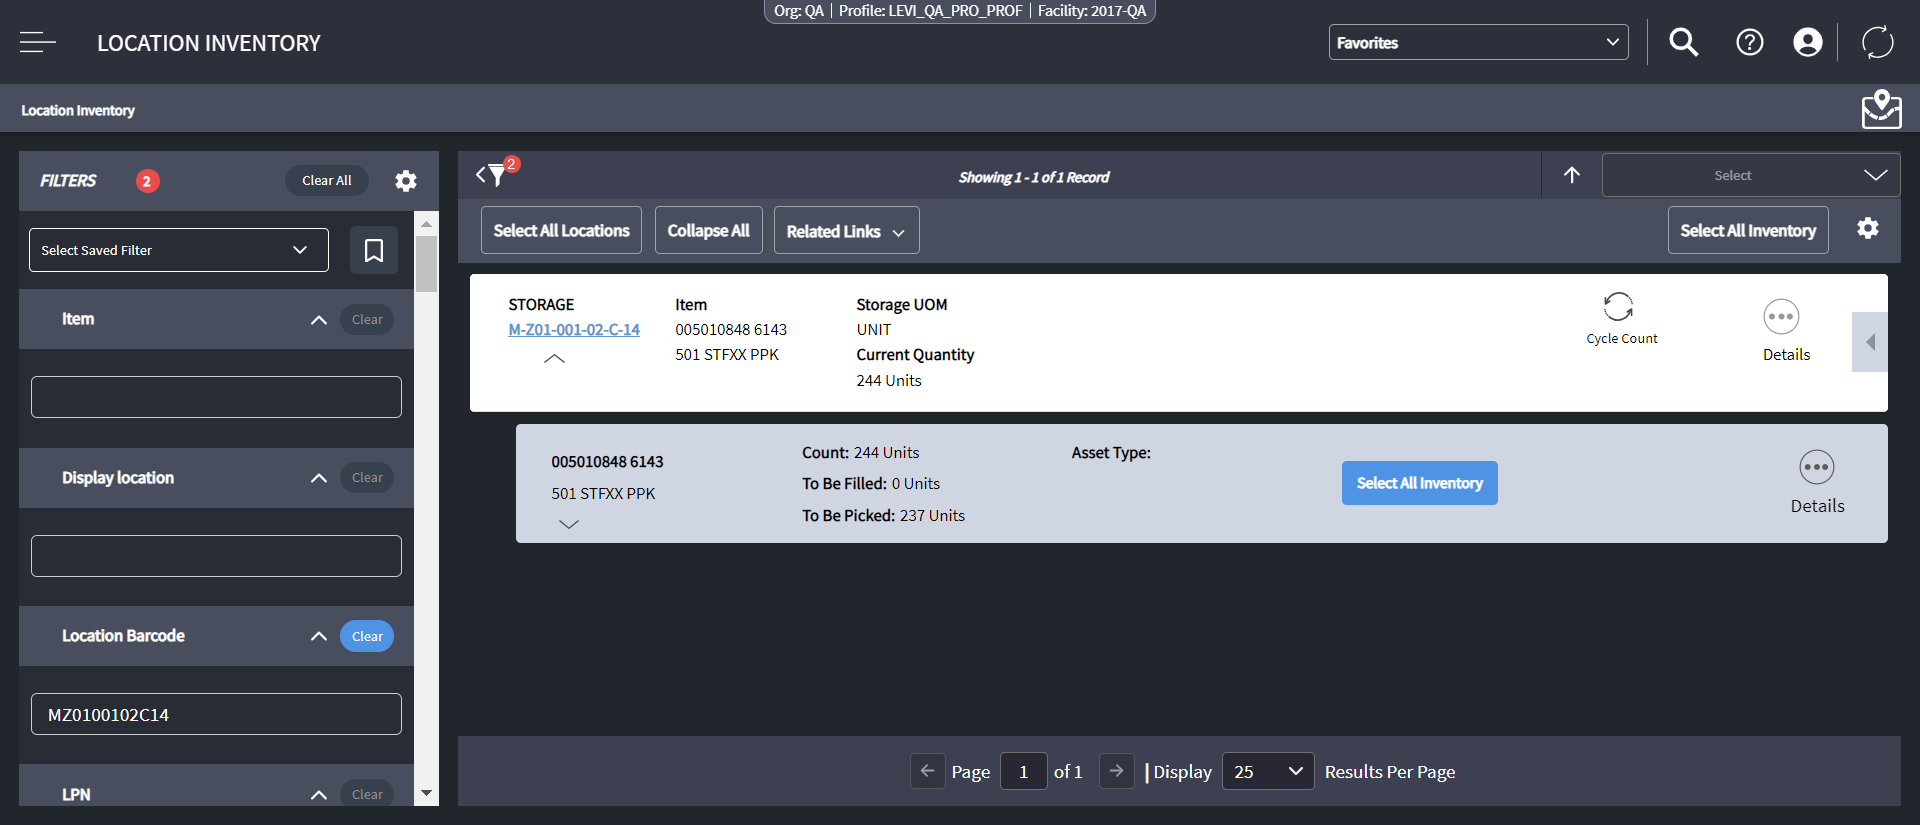 Org: QA | Profile: LEVI_QA_PRO_PROF | Facility: 2017-QA
LOCATION INVENTORY
Favorites
Location Inventory
FILTERS
2
Clear All
Select Saved Filter
Item
Clear
Display location
Clear
Location Barcode
Clear
MZ0100102C14
LPN
Clear
2
Showing 1 - 1 of 1 Record
Select
Select All Locations
Collapse All
Related Links
Select All Inventory
STORAGE
M-Z01-001-02-C-14
Item
005010848 6143
501 STFXX PPK
Storage UOM
UNIT
Current Quantity
244 Units
Cycle Count
Details
005010848 6143
501 STFXX PPK
Count: 244 Units
To Be Filled: 0 Units
To Be Picked: 237 Units
Asset Type:
Select All Inventory
Details
Page 1 of 1 | Display 25 Results Per Page